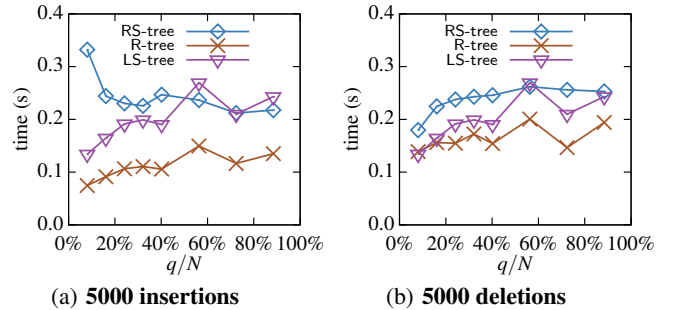 0.4
0.3
0.2
0.1
0.0
time (s)
RS-tree
R-tree
LS-tree
0% 20% 40% 60% 80% 100%
q/N
(a) 5000 insertions
0.4
0.3
0.2
0.1
0.0
time (s)
RS-tree
R-tree
LS-tree
0% 20% 40% 60% 80% 100%
q/N
(b) 5000 deletions